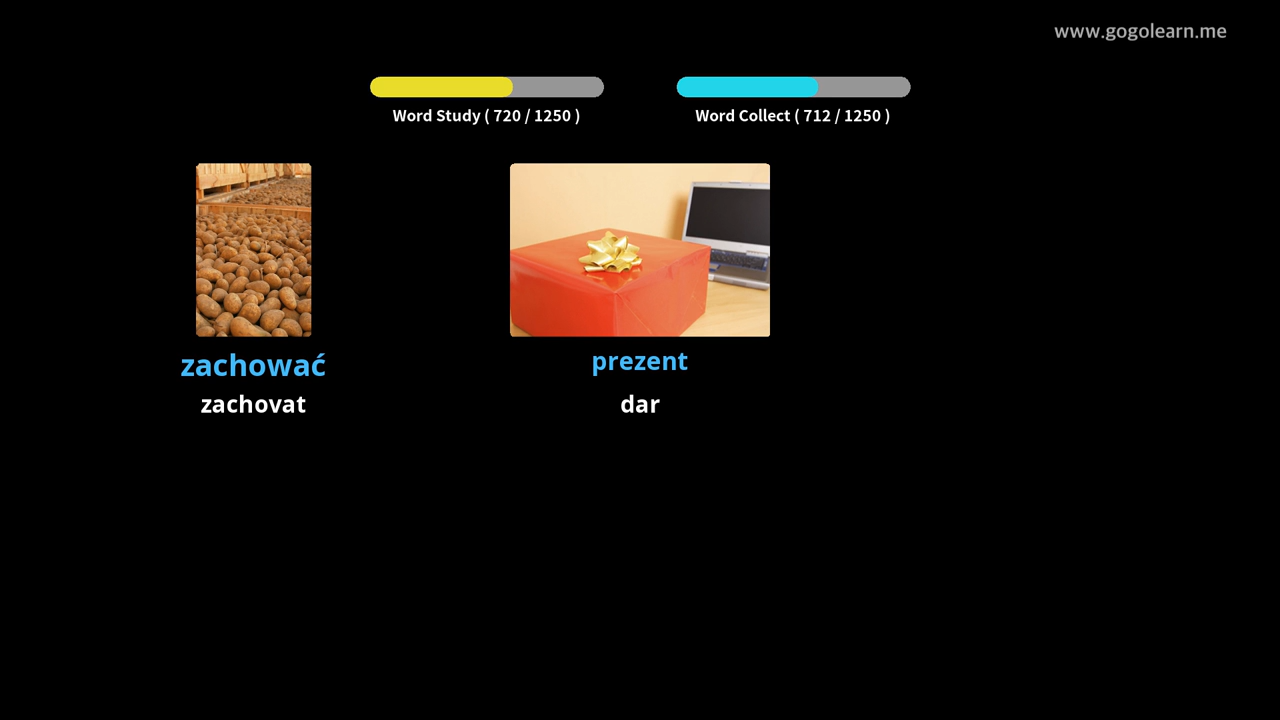 www.gogolearn.me
Word Study ( 720 / 1250 )
Word Collect ( 712 / 1250 )
zachować
zachovat
prezent
dar